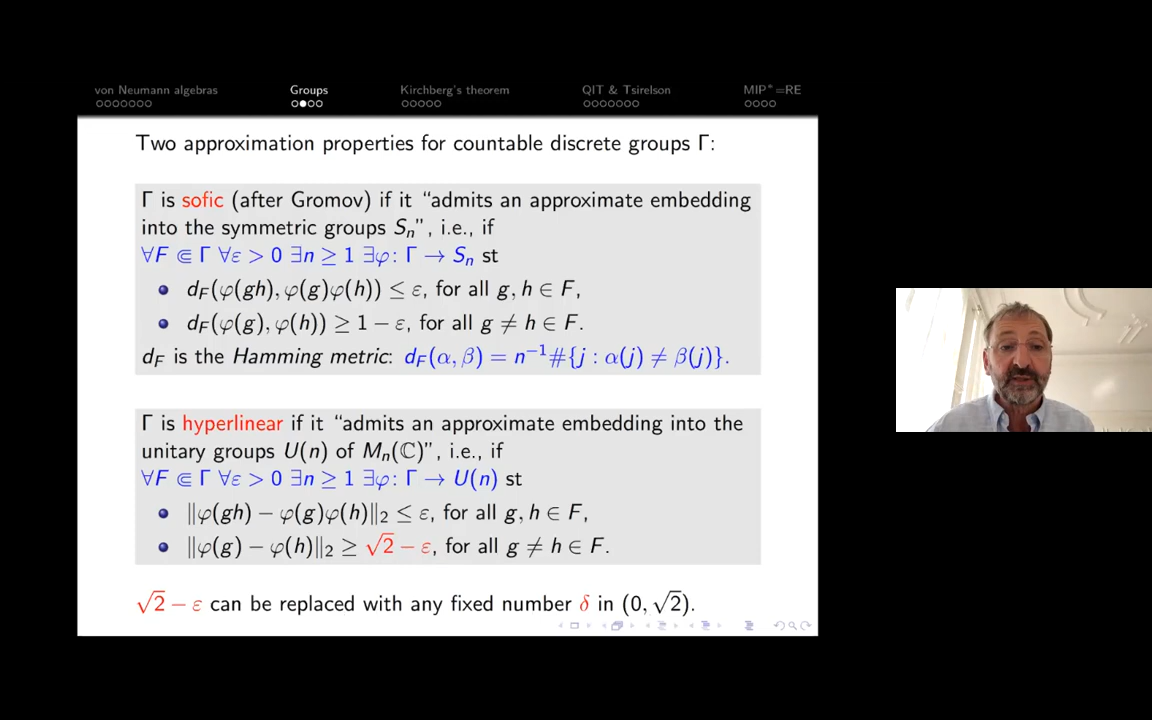 von Neumann algebras Groups Kirchberg's theorem QIT & Tsirelson MIP*=RE
Two approximation properties for countable discrete groups Γ:
Γ is sofic (after Gromov) if it “admits an approximate embedding
into the symmetric groups Sₙ”, i.e., if
∀F ⋐ Γ ∀ε > 0 ∃n ≥ 1 ∃φ: Γ → Sₙ st
• d_F(φ(gh), φ(g)φ(h)) ≤ ε, for all g, h ∈ F,
• d_F(φ(g), φ(h)) ≥ 1 − ε, for all g ≠ h ∈ F.
d_F is the Hamming metric: d_F(α, β) = n⁻¹#{j : α(j) ≠ β(j)}.
Γ is hyperlinear if it “admits an approximate embedding into the
unitary groups U(n) of Mₙ(ℂ)”, i.e., if
∀F ⋐ Γ ∀ε > 0 ∃n ≥ 1 ∃φ: Γ → U(n) st
• ‖φ(gh) − φ(g)φ(h)‖₂ ≤ ε, for all g, h ∈ F,
• ‖φ(g) − φ(h)‖₂ ≥ √2 − ε, for all g ≠ h ∈ F.
√2 − ε can be replaced with any fixed number δ in (0, √2).